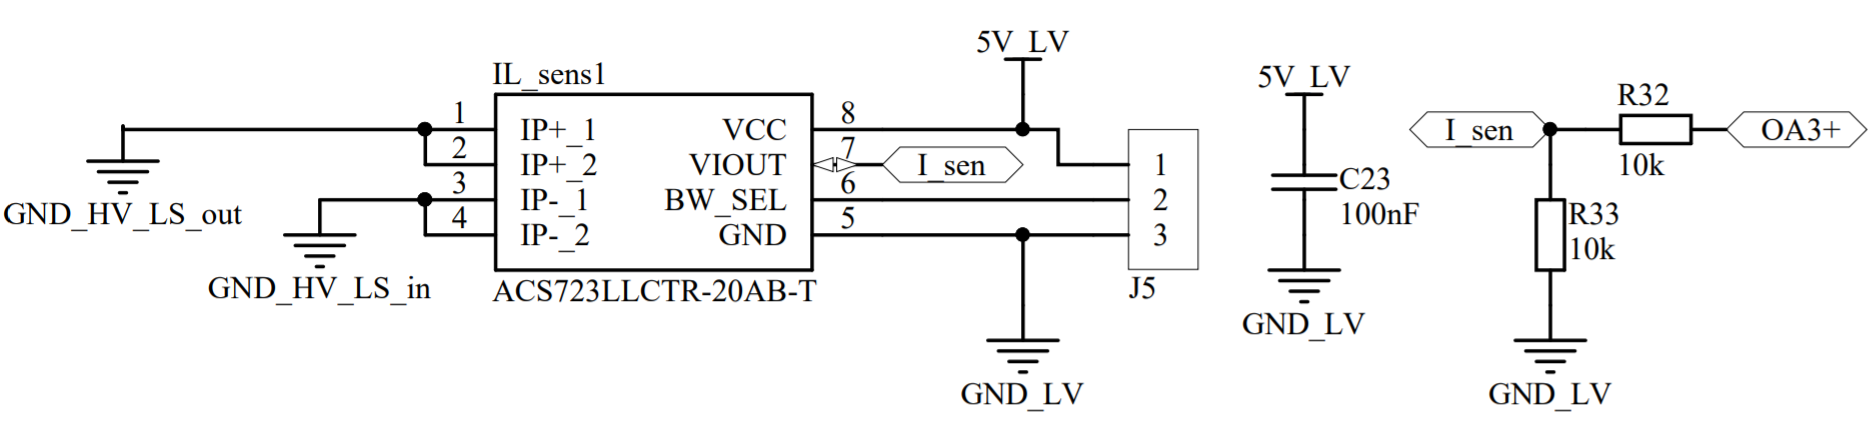 5V_LV
IL_sens1
1
IP+_1
VCC
8
2
IP+_2
VIOUT
7
I_sen
3
IP-_1
BW_SEL
6
4
IP-_2
GND
5
ACS723LLCTR-20AB-T
GND_HV_LS_out
GND_HV_LS_in
1
2
3
J5
GND_LV
5V_LV
C23
100nF
GND_LV
I_sen
R32
10k
OA3+
R33
10k
GND_LV